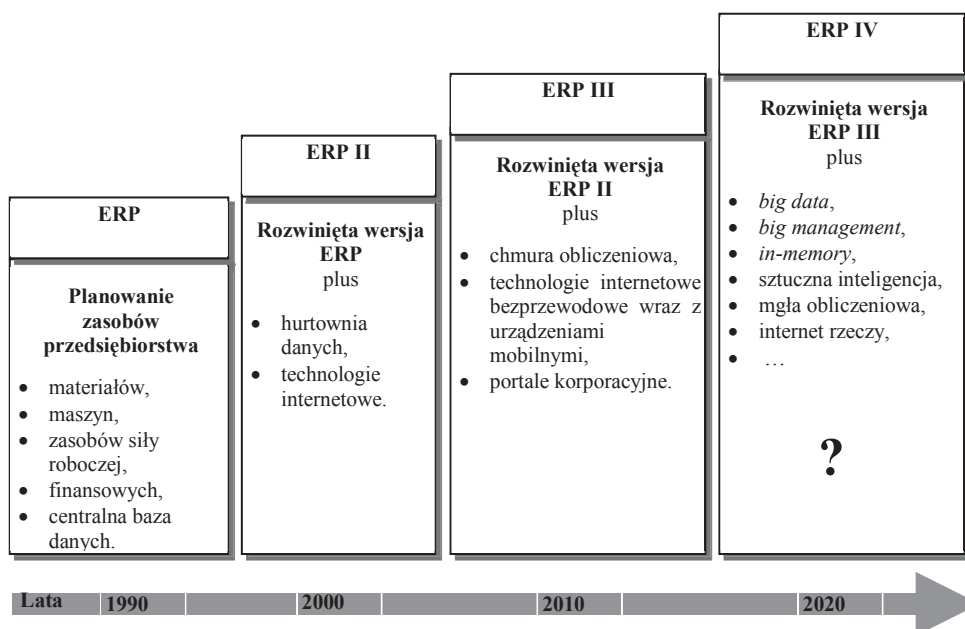 ERP
Planowanie
zasobów
przedsiębiorstwa
• materiałów,
• maszyn,
• zasobów siły
roboczej,
• finansowych,
• centralna baza
danych.
ERP II
Rozwinięta wersja
ERP
plus
• hurtownia
danych,
• technologie
internetowe.
ERP III
Rozwinięta wersja
ERP II
plus
• chmura obliczeniowa,
• technologie internetowe
bezprzewodowe wraz z
urządzeniami
mobilnymi,
• portale korporacyjne.
ERP IV
Rozwinięta wersja
ERP III
plus
• big data,
• big management,
• in-memory,
• sztuczna inteligencja,
• mgła obliczeniowa,
• internet rzeczy,
• …
?
Lata 1990 2000 2010 2020